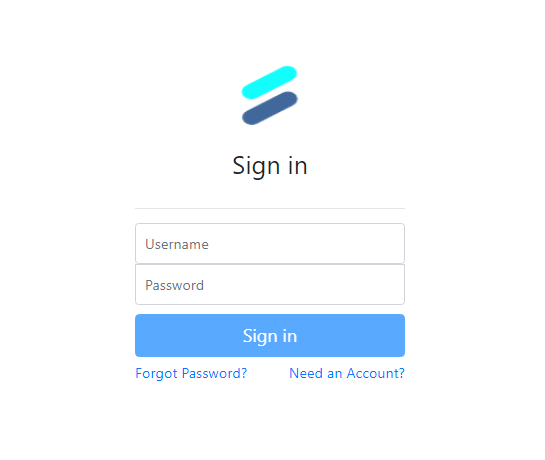 Sign in
Username
Password
Sign in
Forgot Password? Need an Account?